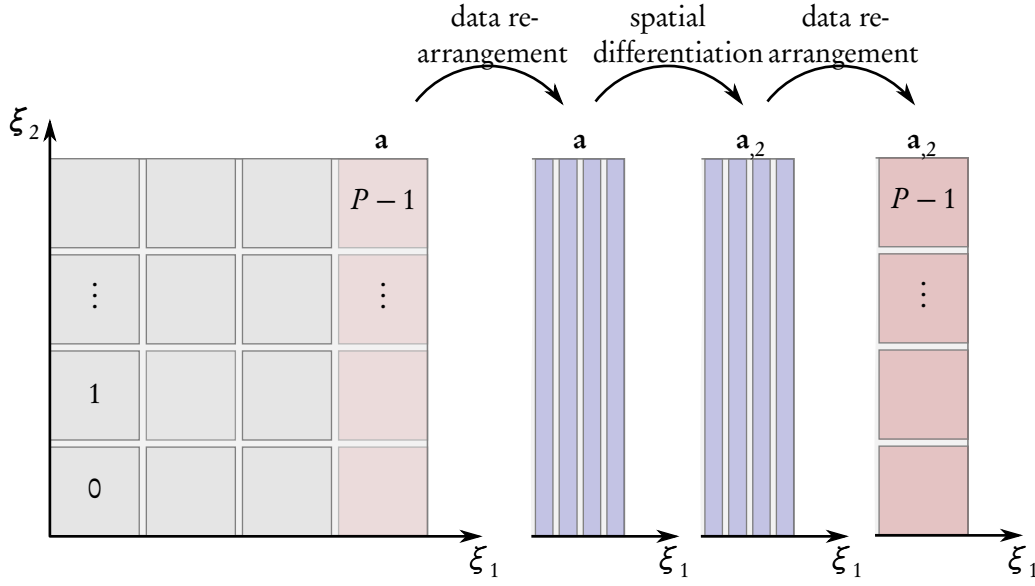 data re-
arrangement
spatial
differentiation
data re-
arrangement
ξ2
a
a
a,2
a,2
P − 1
P − 1
⋮
⋮
⋮
1
0
ξ1
ξ1
ξ1
ξ1